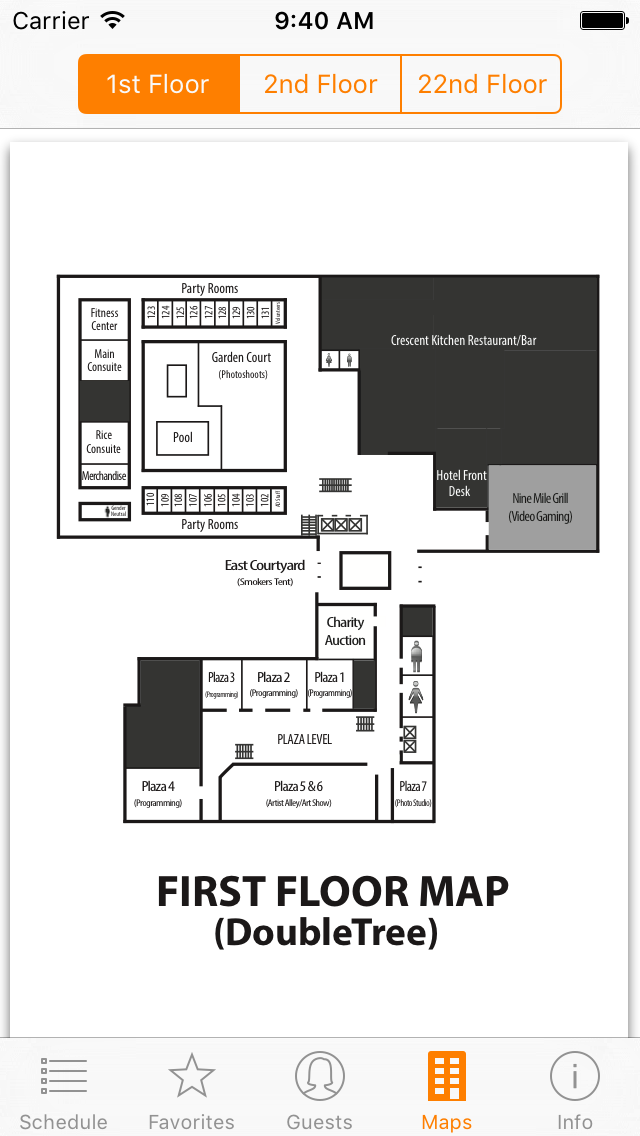 Carrier 9:40 AM
1st Floor 2nd Floor 22nd Floor
Party Rooms
123 124 125 126 127 128 129 130 131 Volunteers
Fitness
Center
Main
Consuite
Rice
Consuite
Merchandise
Gender
Neutral
Garden Court
(Photoshoots)
Pool
110 109 108 107 106 105 104 103 102
Party Rooms
Crescent Kitchen Restaurant/Bar
Hotel Front
Desk
Nine Mile Grill
(Video Gaming)
East Courtyard
(Smokers Tent)
Charity
Auction
Plaza 3
(Programming)
Plaza 2
(Programming)
Plaza 1
(Programming)
PLAZA LEVEL
Plaza 4
(Programming)
Plaza 5 & 6
(Artist Alley/Art Show)
Plaza 7
(Photo Studio)
FIRST FLOOR MAP
(DoubleTree)
Schedule Favorites Guests Maps Info